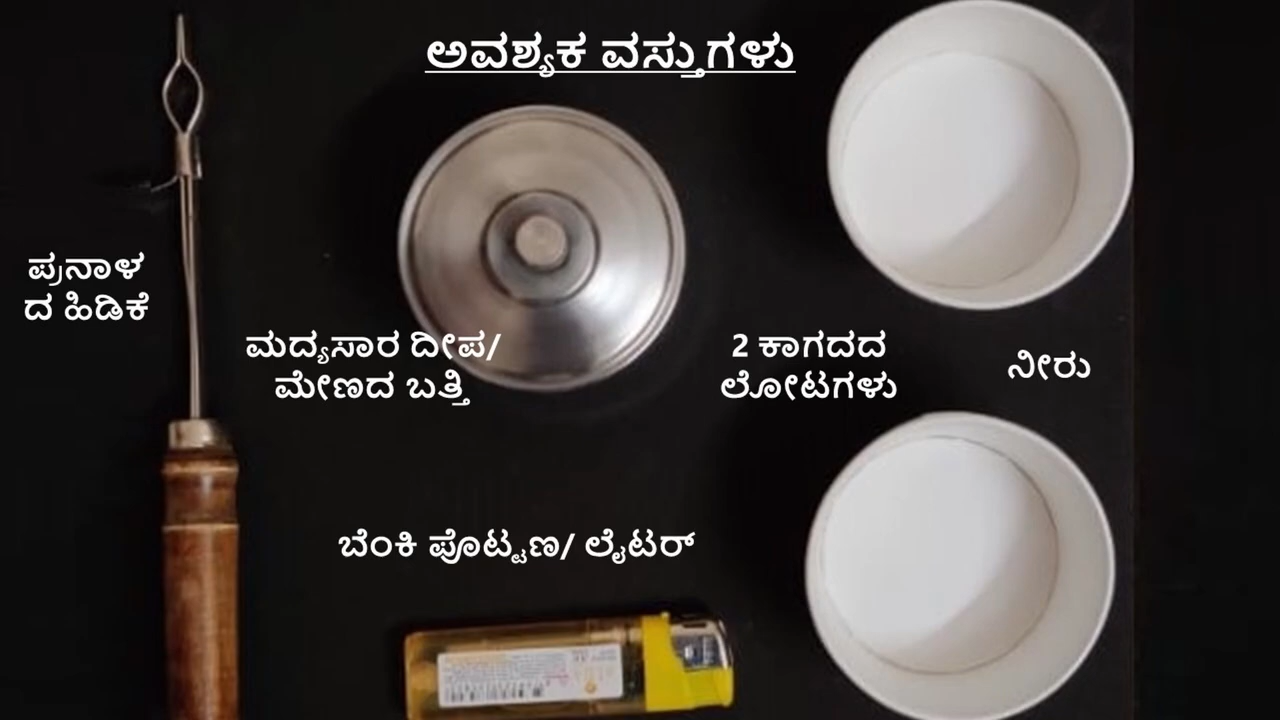 ಅವಶ್ಯಕ ವಸ್ತುಗಳು
ಪ್ರನಾಳ
ದ ಹಿಡಿಕೆ
ಮದ್ಯಸಾರ ದೀಪ/
ಮೇಣದ ಬತ್ತಿ
2 ಕಾಗದದ
ಲೋಟಗಳು
ನೀರು
ಬೆಂಕಿ ಪೊಟ್ಟಣ/ ಲೈಟರ್